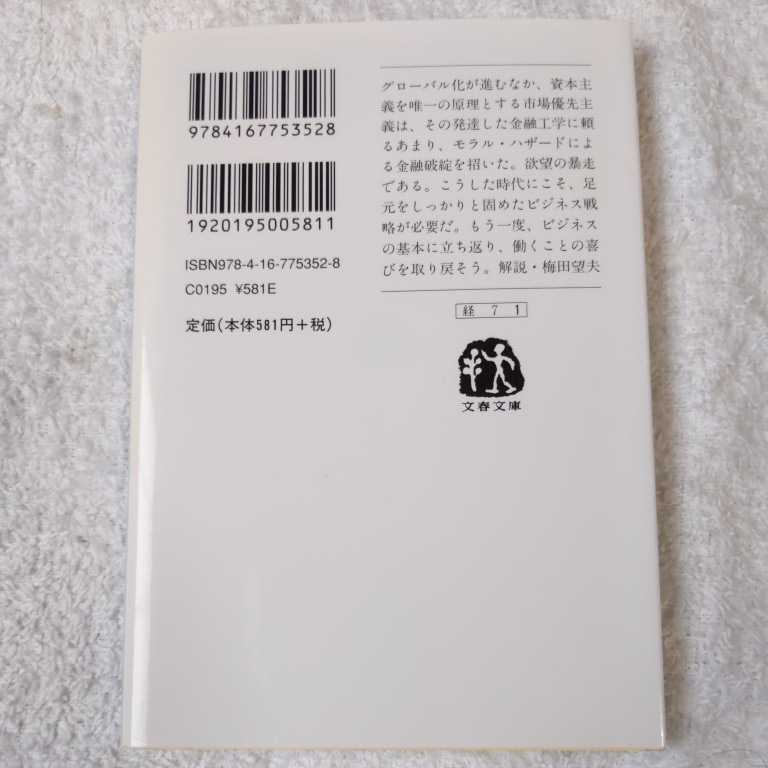 9784167753528
1920195005811
ISBN978-4-16-775352-8
C0195 ¥581E
定価(本体581円+税)
グローバル化が進むなか、資本主
義を唯一の原理とする市場優先主
義は、その発達した金融工学に頼
るあまり、モラル・ハザードによ
る金融破綻を招いた。欲望の暴走
である。こうした時代にこそ、足
元をしっかりと固めたビジネス戦
略が必要だ。もう一度、ビジネス
の基本に立ち返り、働くことの喜
びを取り戻そう。解説・梅田望夫
経 7 1
文春文庫